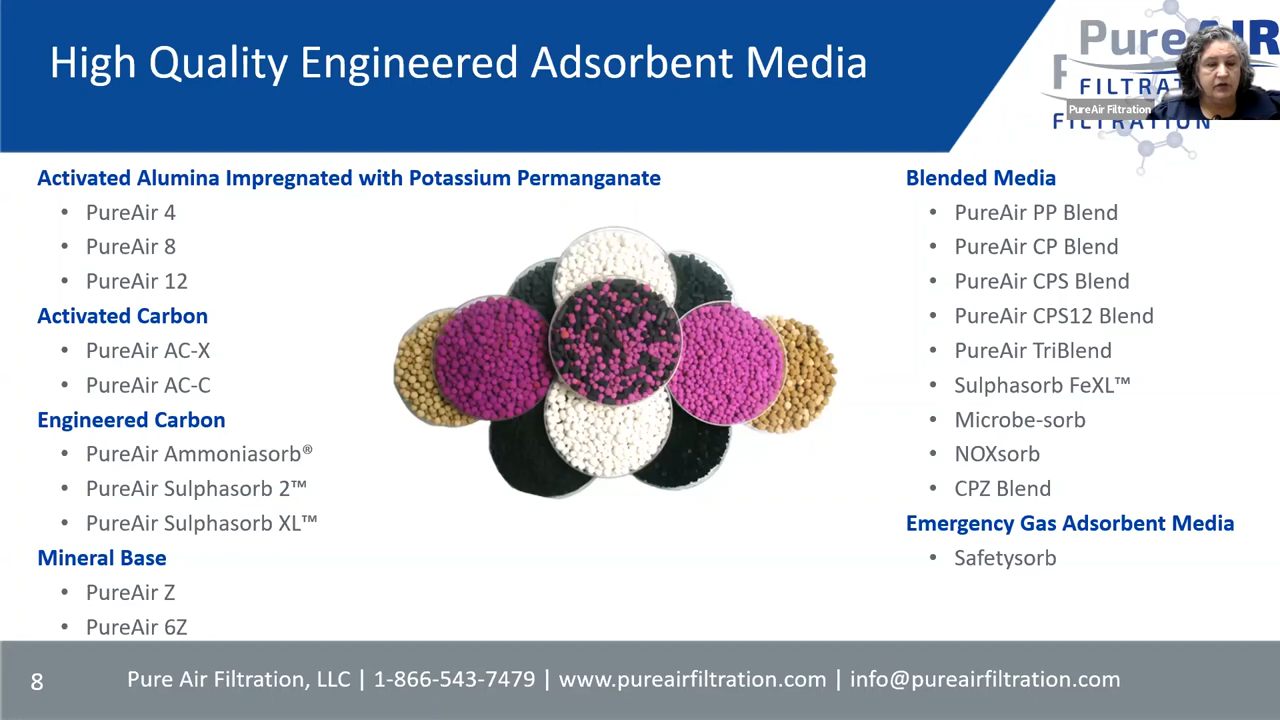 High Quality Engineered Adsorbent Media
PureAIR
FILTRATION
PureAir Filtration
FILTRATION
Activated Alumina Impregnated with Potassium Permanganate
• PureAir 4
• PureAir 8
• PureAir 12
Activated Carbon
• PureAir AC-X
• PureAir AC-C
Engineered Carbon
• PureAir Ammoniasorb®
• PureAir Sulphasorb 2™
• PureAir Sulphasorb XL™
Mineral Base
• PureAir Z
• PureAir 6Z
Blended Media
• PureAir PP Blend
• PureAir CP Blend
• PureAir CPS Blend
• PureAir CPS12 Blend
• PureAir TriBlend
• Sulphasorb FeXL™
• Microbe-sorb
• NOXsorb
• CPZ Blend
Emergency Gas Adsorbent Media
• Safetysorb
8
Pure Air Filtration, LLC | 1-866-543-7479 | www.pureairfiltration.com | info@pureairfiltration.com